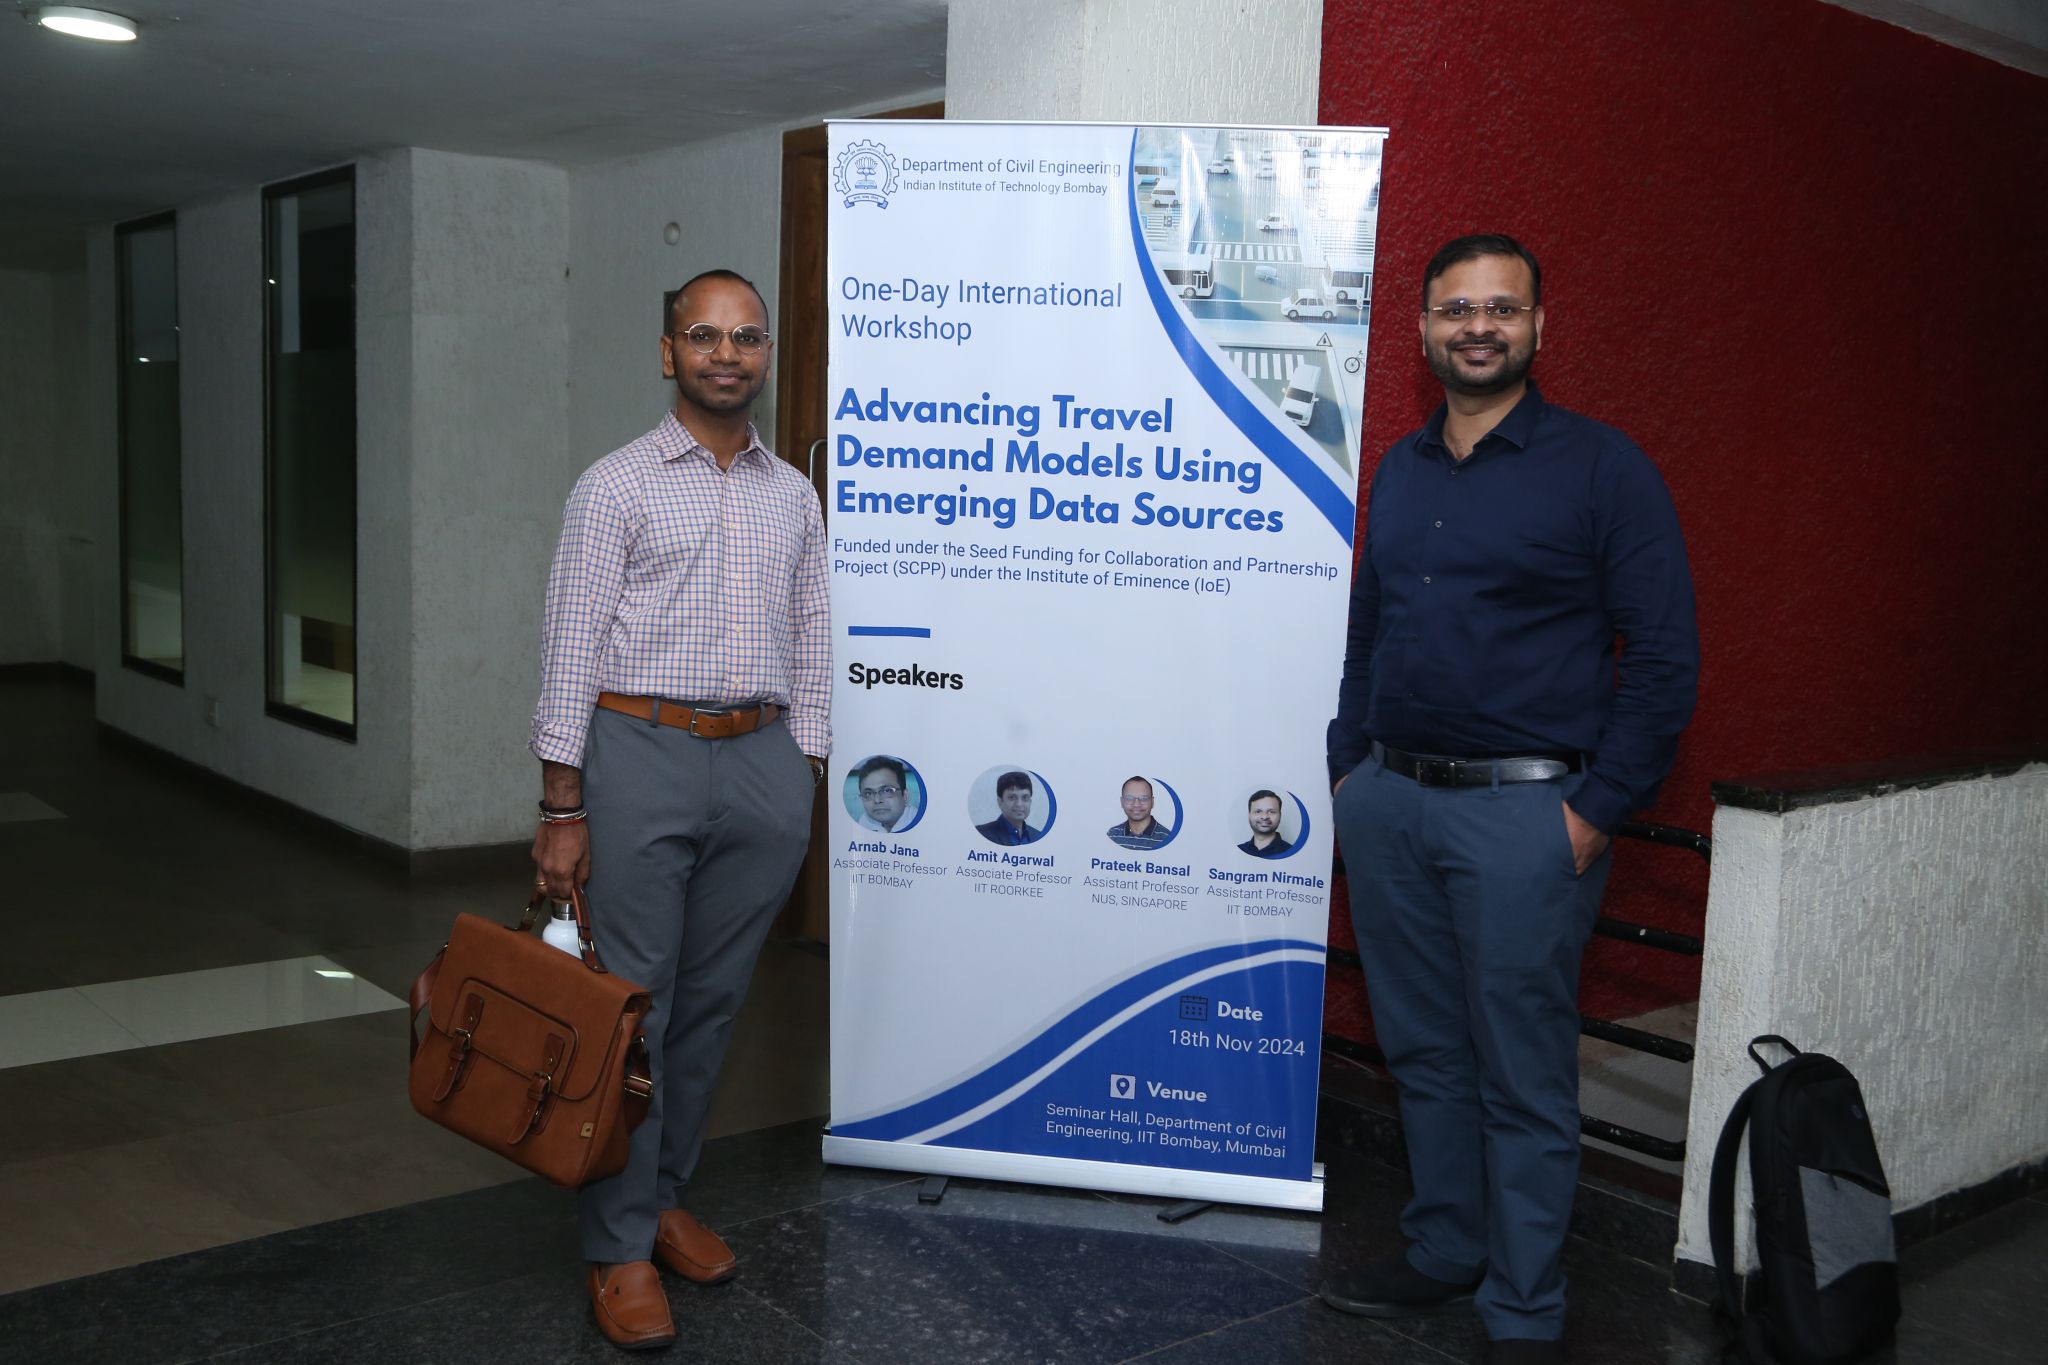 Department of Civil Engineering
Indian Institute of Technology Bombay
One-Day International
Workshop
Advancing Travel
Demand Models Using
Emerging Data Sources
Funded under the Seed Funding for Collaboration and Partnership
Project (SCPP) under the Institute of Eminence (IoE)
Speakers
Arnab Jana
Associate Professor
IIT BOMBAY
Amit Agarwal
Associate Professor
IIT ROORKEE
Prateek Bansal
Assistant Professor
NUS, SINGAPORE
Sangram Nirmale
Assistant Professor
IIT BOMBAY
Date
18th Nov 2024
Venue
Seminar Hall, Department of Civil
Engineering, IIT Bombay, Mumbai